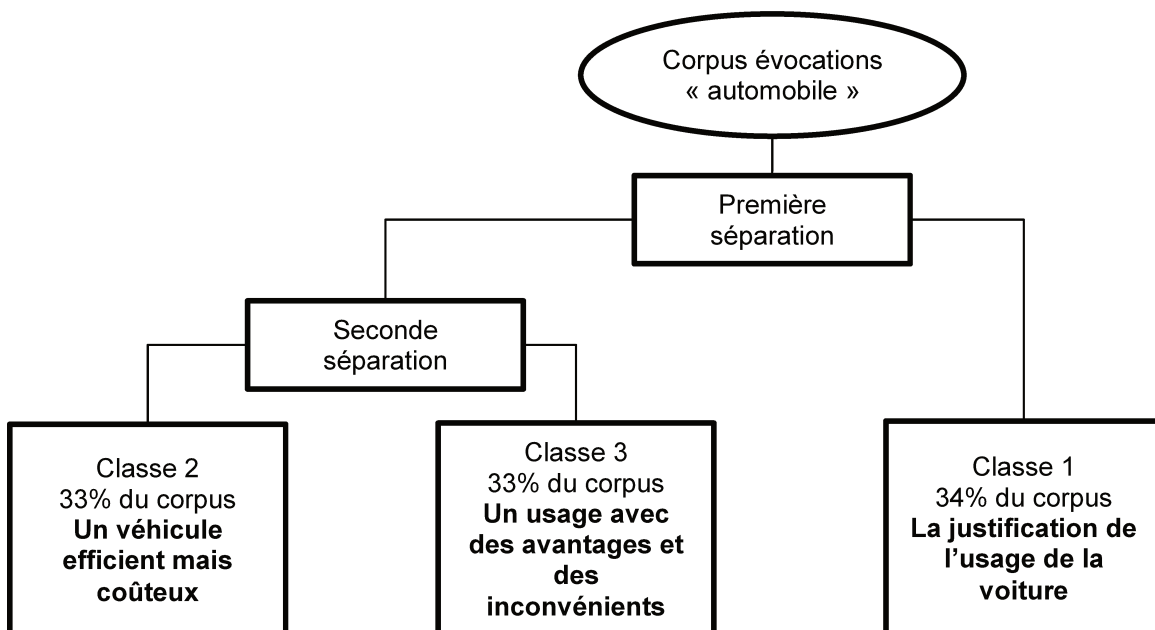 Corpus évocations
« automobile »
Première
séparation
Seconde
séparation
Classe 2
33% du corpus
Un véhicule
efficient mais
coûteux
Classe 3
33% du corpus
Un usage avec
des avantages et
des
inconvénients
Classe 1
34% du corpus
La justification de
l’usage de la
voiture